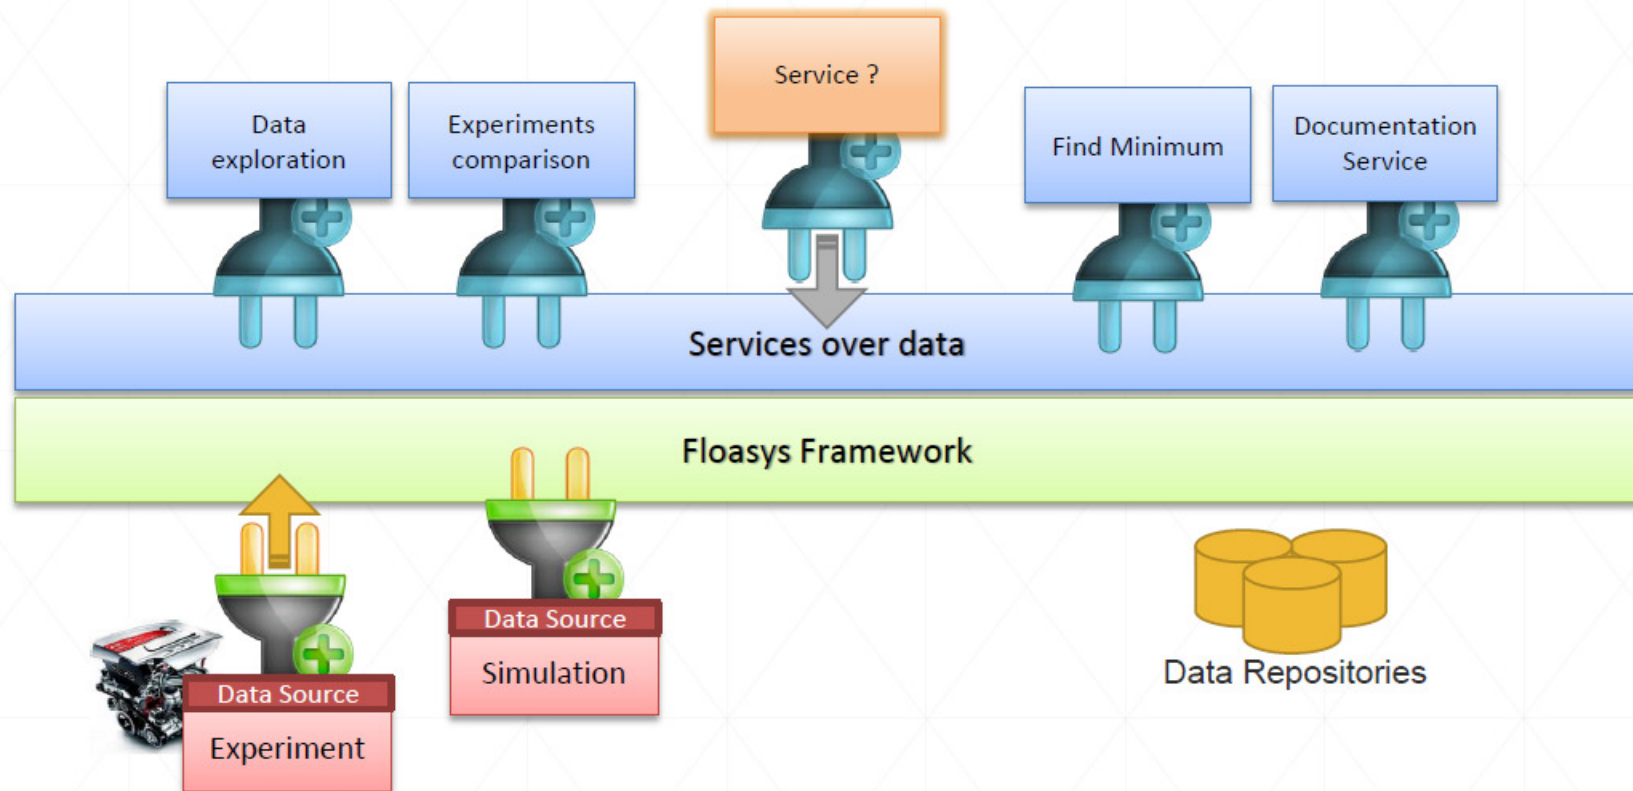 Service ?
Data
exploration
Experiments
comparison
Find Minimum
Documentation
Service
Services over data
Floasys Framework
Data Source
Simulation
Data Source
Experiment
Data Repositories